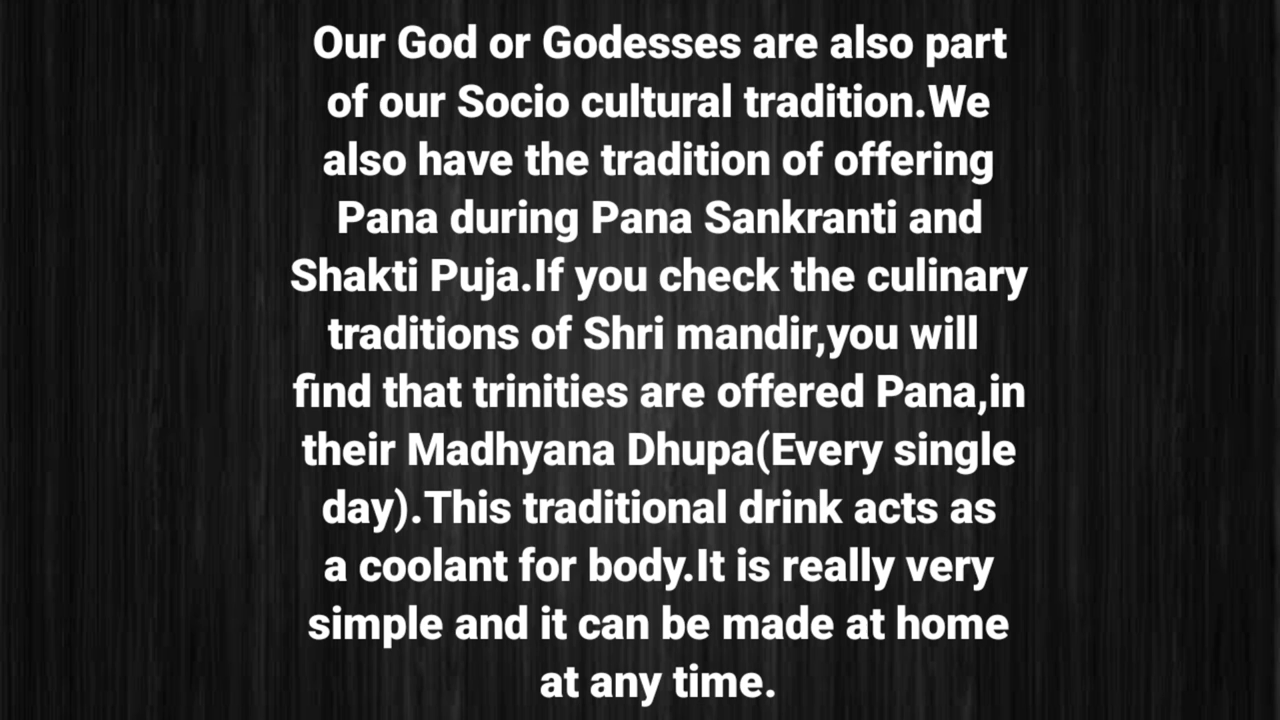 Our God or Godesses are also part
of our Socio cultural tradition.We
also have the tradition of offering
Pana during Pana Sankranti and
Shakti Puja.If you check the culinary
traditions of Shri mandir,you will
find that trinities are offered Pana,in
their Madhyana Dhupa(Every single
day).This traditional drink acts as
a coolant for body.It is really very
simple and it can be made at home
at any time.